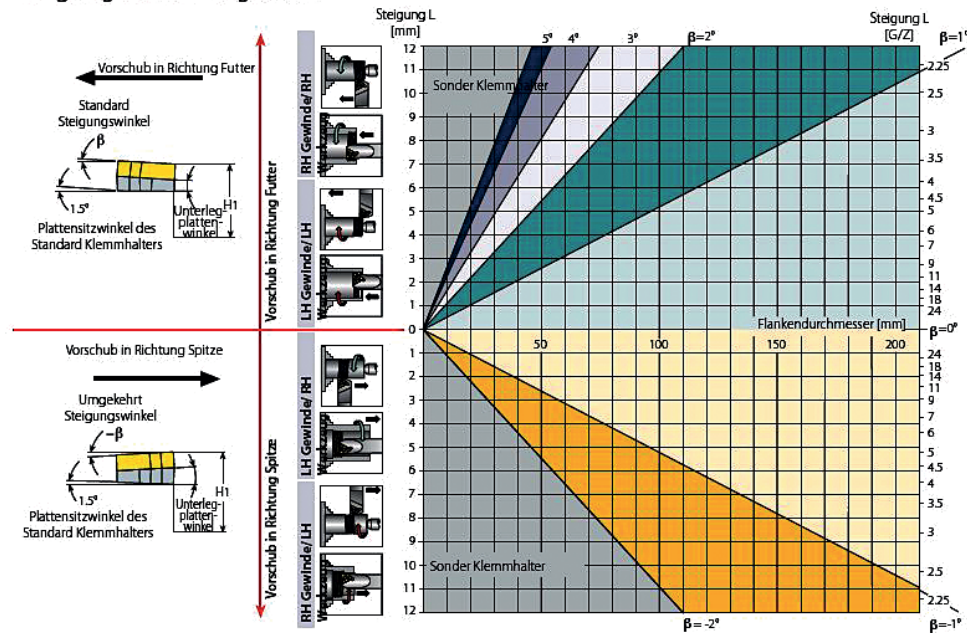 Steigung L
[mm]
Steigung L
[G/Z]
β=1°
5°
4°
3°
β=2°
12
11
10
9
8
7
6
5
4
3
2
1
0
Sonder Klemmhalter
2.25
2.5
3
3.5
4
4.5
5
6
7
9
11
14
18
24
Flankendurchmesser [mm]
β=0°
50
100
150
200
1
2
3
4
5
6
7
8
9
10
11
12
Sonder Klemmhalter
24
18
14
11
9
7
6
5
4.5
4
3.5
3
2.5
2.25
β= -2°
β=-1°
Vorschub in Richtung Futter
Standard
Steigungswinkel
β
1.5°
H1
Unterleg-
platten-
winkel
Plattensitzwinkel des
Standard Klemmhalters
Vorschub in Richtung Futter
RH Gewinde/ RH
Werkzeug
LH Gewinde/ LH
Werkzeug
Vorschub in Richtung Spitze
Umgekehrt
Steigungswinkel
-β
1.5°
H1
Unterleg-
platten-
winkel
Plattensitzwinkel des
Standard Klemmhalters
Vorschub in Richtung Spitze
LH Gewinde/ RH
Werkzeug
RH Gewinde/ LH
Werkzeug